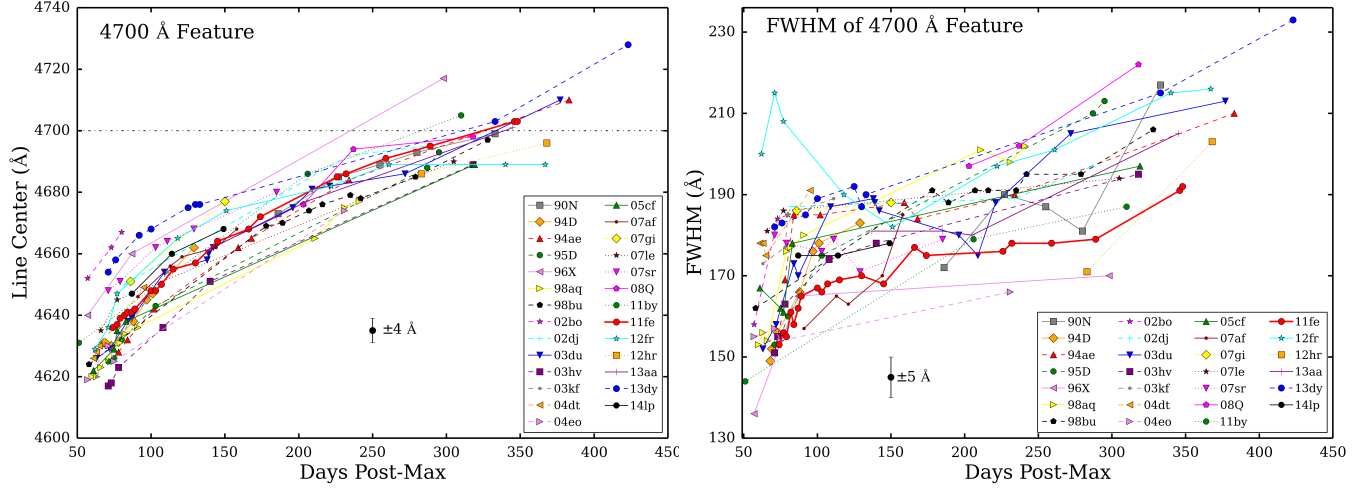 4700 Å Feature
4740
4720
4700
4680
4660
4640
4620
4600
Line Center (Å)
50 100 150 200 250 300 350 400 450
Days Post-Max
±4 Å
90N 05cf
94D 07af
94ae 07gi
95D 07le
96X 07sr
98aq 08Q
98bu 11by
02bo 11fe
02dj 12fr
03du 12hr
03hv 13aa
03kf 13dy
04dt 14lp
04eo
FWHM of 4700 Å Feature
230
210
190
170
150
130
FWHM (Å)
50 100 150 200 250 300 350 400 450
Days Post-Max
±5 Å
90N 02bo 05cf 11fe
94D 02dj 07af 12fr
94ae 03du 07gi 12hr
95D 03hv 07le 13aa
96X 03kf 07sr 13dy
98aq 04dt 08Q 14lp
98bu 04eo 11by